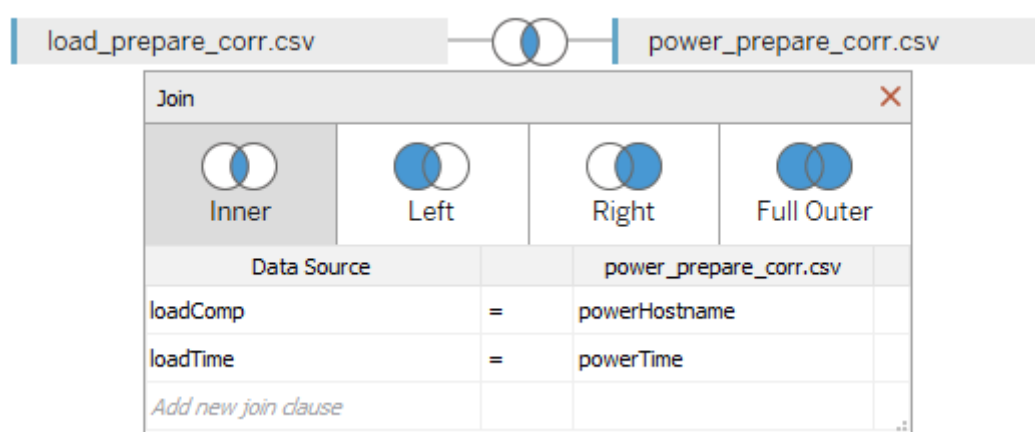 load_prepare_corr.csv power_prepare_corr.csv
Join
Inner Left Right Full Outer
Data Source power_prepare_corr.csv
loadComp = powerHostname
loadTime = powerTime
Add new join clause